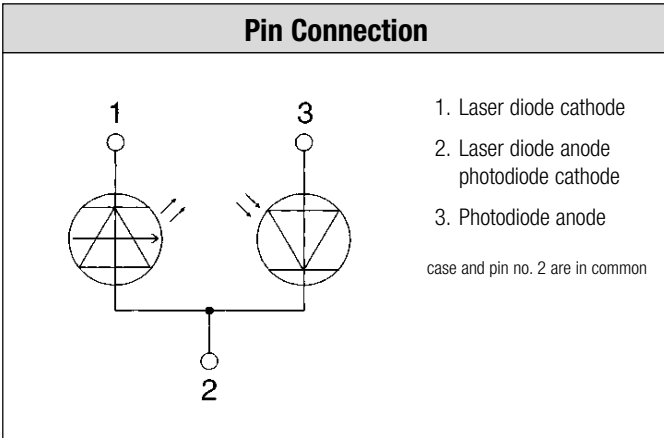 Pin Connection
1
3
1. Laser diode cathode
2. Laser diode anode
photodiode cathode
3. Photodiode anode
case and pin no. 2 are in common
2